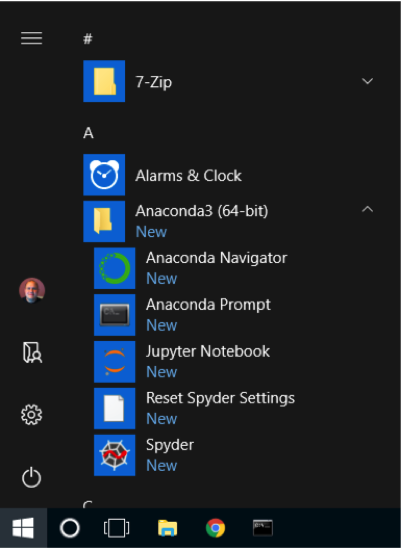 #
7-Zip
A
Alarms & Clock
Anaconda3 (64-bit)
New
Anaconda Navigator
New
Anaconda Prompt
New
Jupyter Notebook
New
Reset Spyder Settings
New
Spyder
New
C